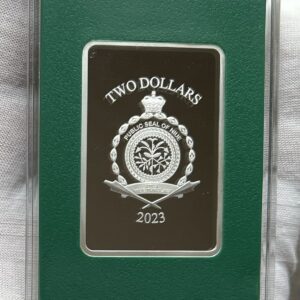 TWO DOLLARS
PUBLIC SEAL OF NIUE
2023